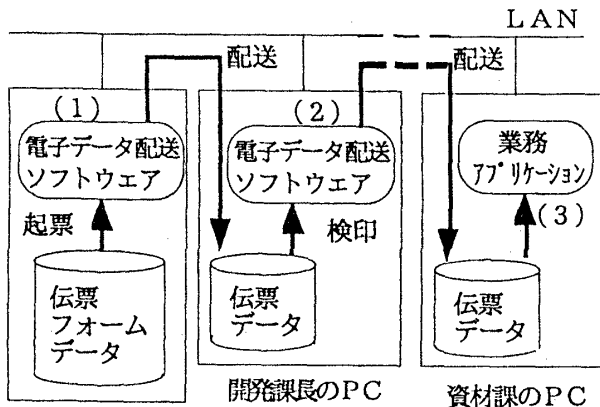 LAN
配送
配送
(1)
電子データ配送
ソフトウェア
起票
伝票
フォーム
データ
(2)
電子データ配送
ソフトウェア
検印
伝票
データ
開発課長のPC
業務
アプリケーション
(3)
伝票
データ
資材課のPC